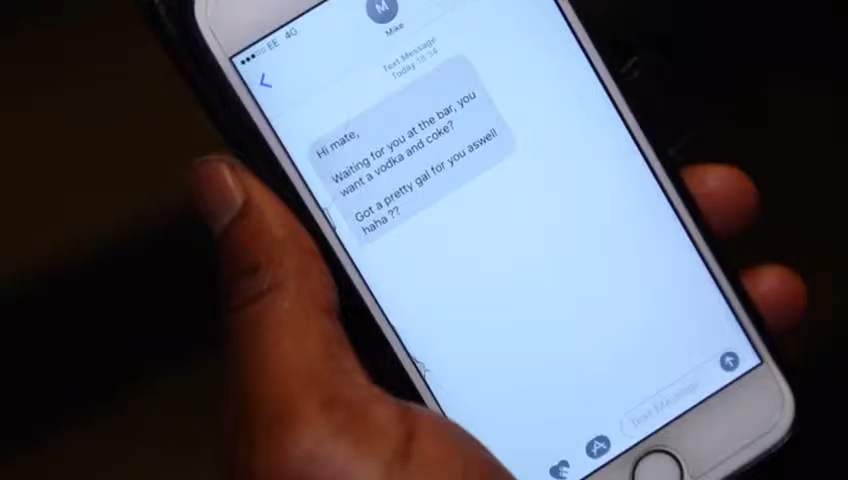 EE 4G
M
Mike
Text Message
Today 18:34
Hi mate,
Waiting for you at the bar, you
want a vodka and coke?
Got a pretty gal for you aswell
haha ??
Text Message